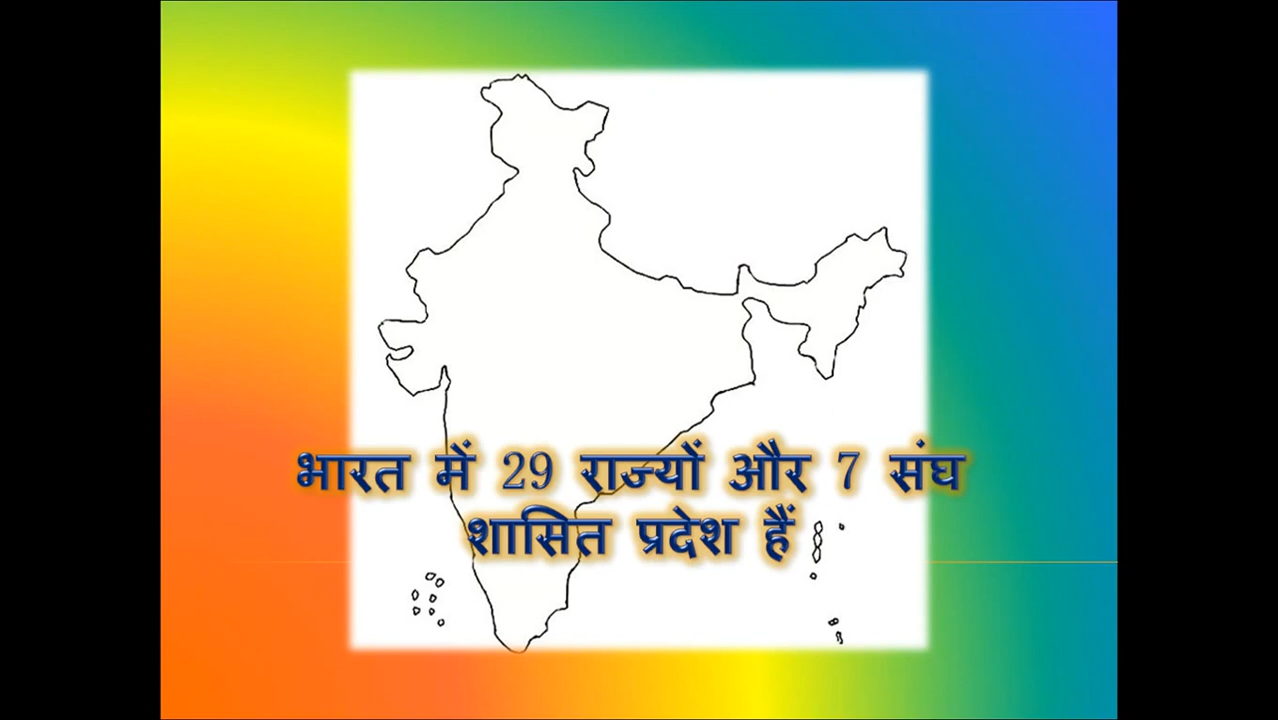 भारत में 29 राज्यों और 7 संघ
शासित प्रदेश हैं